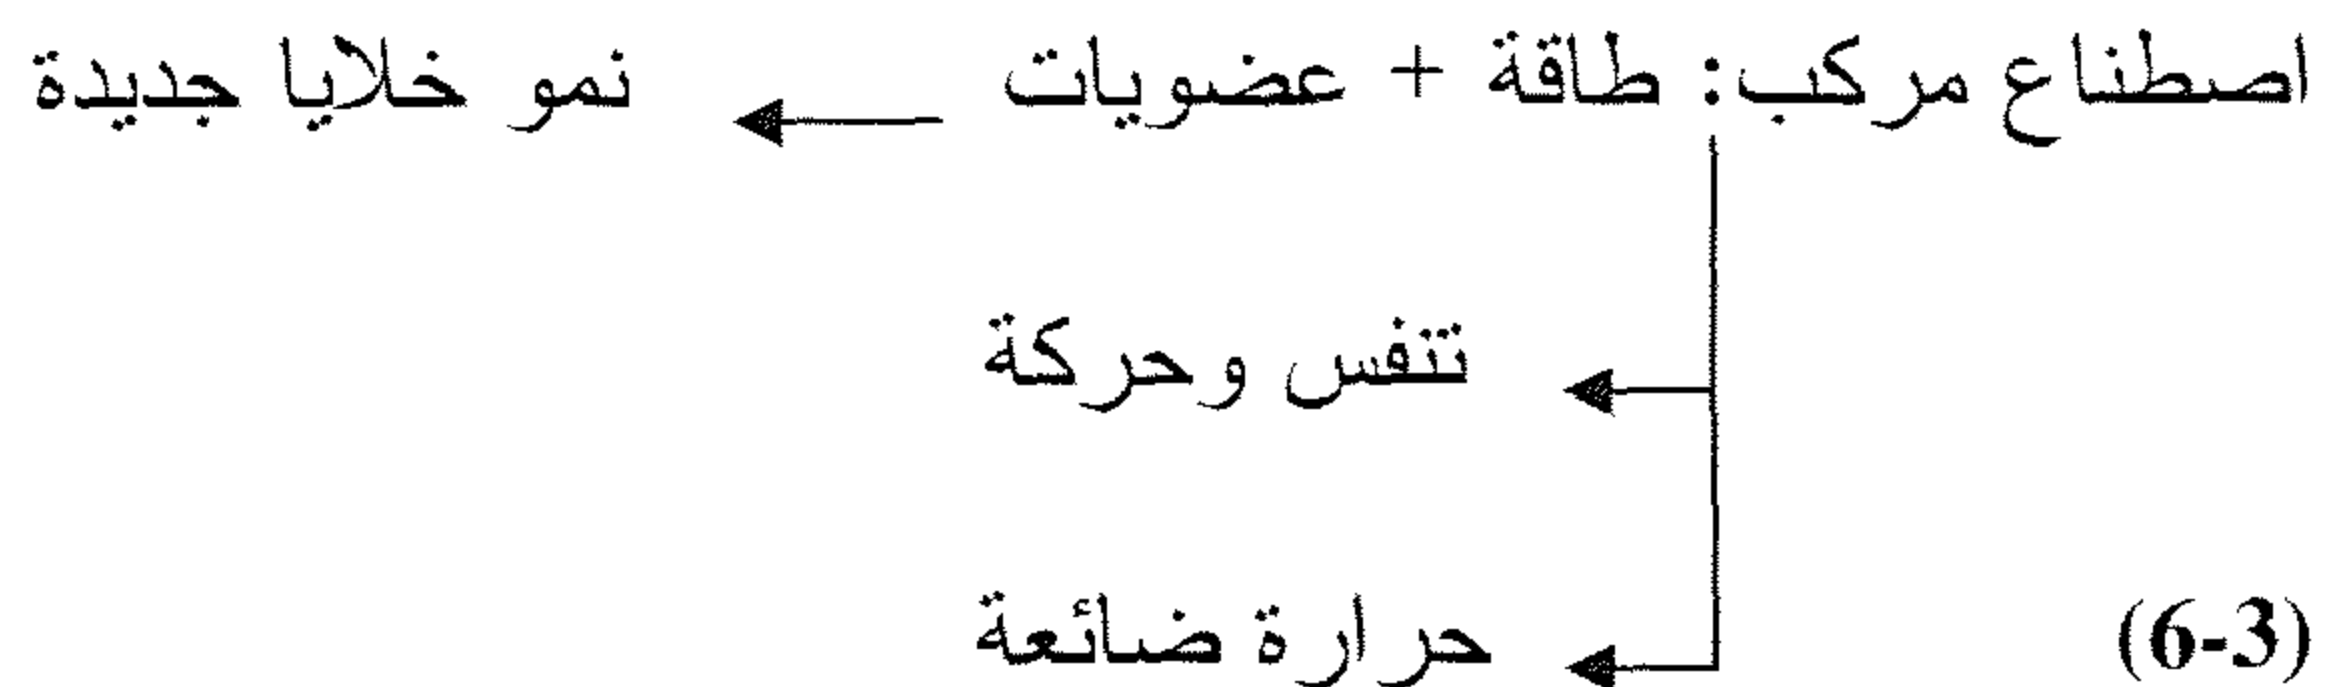 اصطناع مركب: طاقة + عضويات ← نمو خلايا جديدة
تنفس وحركة
(6-3) حرارة ضائعة